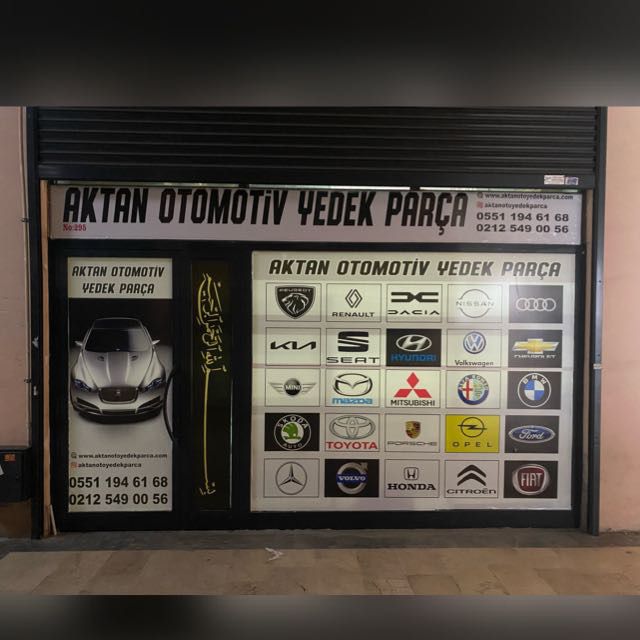 AKTAN OTOMOTİV YEDEK PARÇA
No:295
www.aktanotoyedekparca.com
aktanotoyedekparca
0551 194 61 68
0212 549 00 56
AKTAN OTOMOTİV
YEDEK PARÇA
www.aktanotoyedekparca.com
aktanotoyedekparca
0551 194 61 68
0212 549 00 56
AKTAN OTOMOTİV YEDEK PARÇA
PEUGEOT RENAULT DACIA NISSAN
KIA SEAT HYUNDAI Volkswagen CHEVROLET
MINI mazda MITSUBISHI BMW
SKODA AUTO TOYOTA PORSCHE OPEL Ford
VOLVO HONDA CITROËN FIAT